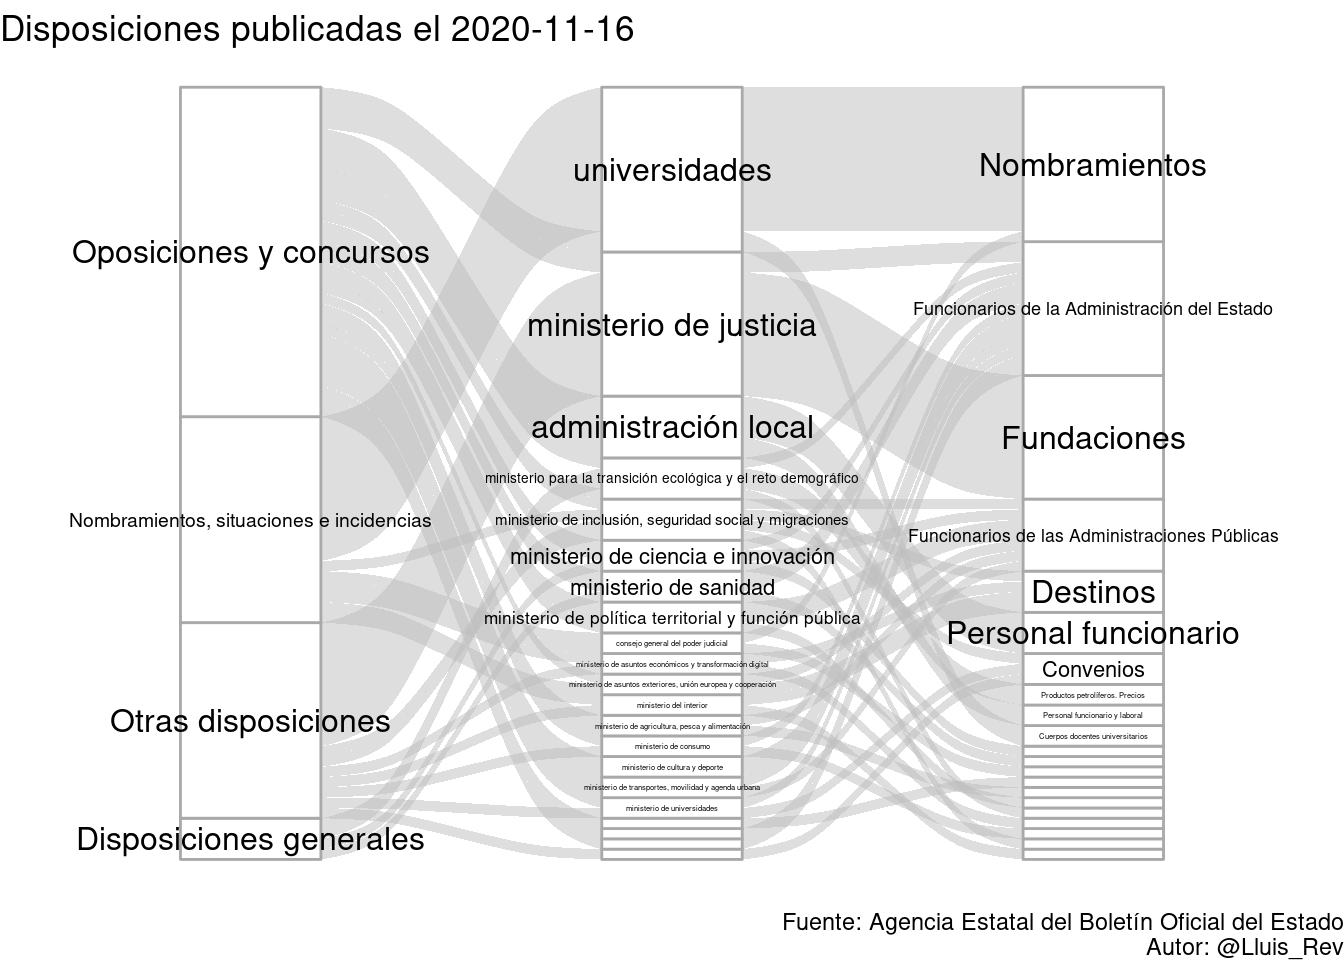 Disposiciones publicadas el 2020-11-16
Oposiciones y concursos
Nombramientos, situaciones e incidencias
Otras disposiciones
Disposiciones generales
universidades
ministerio de justicia
administración local
ministerio para la transición ecológica y el reto demográfico
ministerio de inclusión, seguridad social y migraciones
ministerio de ciencia e innovación
ministerio de sanidad
ministerio de política territorial y función pública
consejo general del poder judicial
ministerio de asuntos económicos y transformación digital
ministerio de asuntos exteriores, unión europea y cooperación
ministerio del interior
ministerio de agricultura, pesca y alimentación
ministerio de consumo
ministerio de cultura y deporte
ministerio de transportes, movilidad y agenda urbana
ministerio de universidades
Nombramientos
Funcionarios de la Administración del Estado
Fundaciones
Funcionarios de las Administraciones Públicas
Destinos
Personal funcionario
Convenios
Productos petrolíferos. Precios
Personal funcionario y laboral
Cuerpos docentes universitarios
Fuente: Agencia Estatal del Boletín Oficial del Estado
Autor: @Lluis_Rev